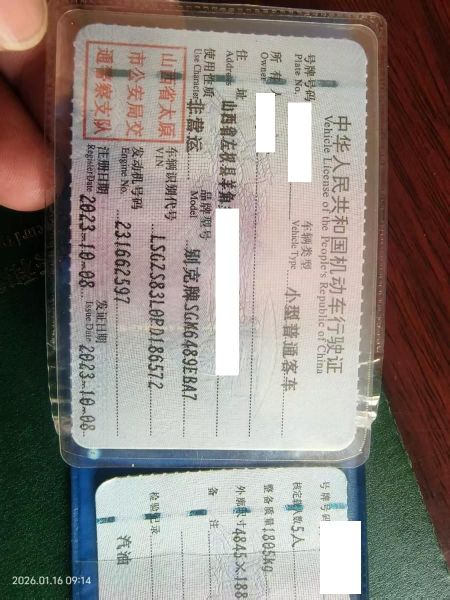 中华人民共和国机动车行驶证
Vehicle License of the People's Republic of China
号牌号码
Plate No.
车辆类型
Vehicle Type
小型普通客车
所有人
Owner
住址
Address
山西省左权县羊角
使用性质
Use Character
非营运
品牌型号
Model
别克牌SGM6489EBA7
山西省太原
市公安局交
通警察支队
车辆识别代号
VIN
LSGZS83L0PD186572
发动机号码
Engine No.
231662597
注册日期
Register Date
2023-10-08
发证日期
Issue Date
2023-10-08
号牌号码
核定载人数
5人
整备质量
1805kg
外廓尺寸
4845×188
备注
检验记录
汽油
2026.01.16 09:14